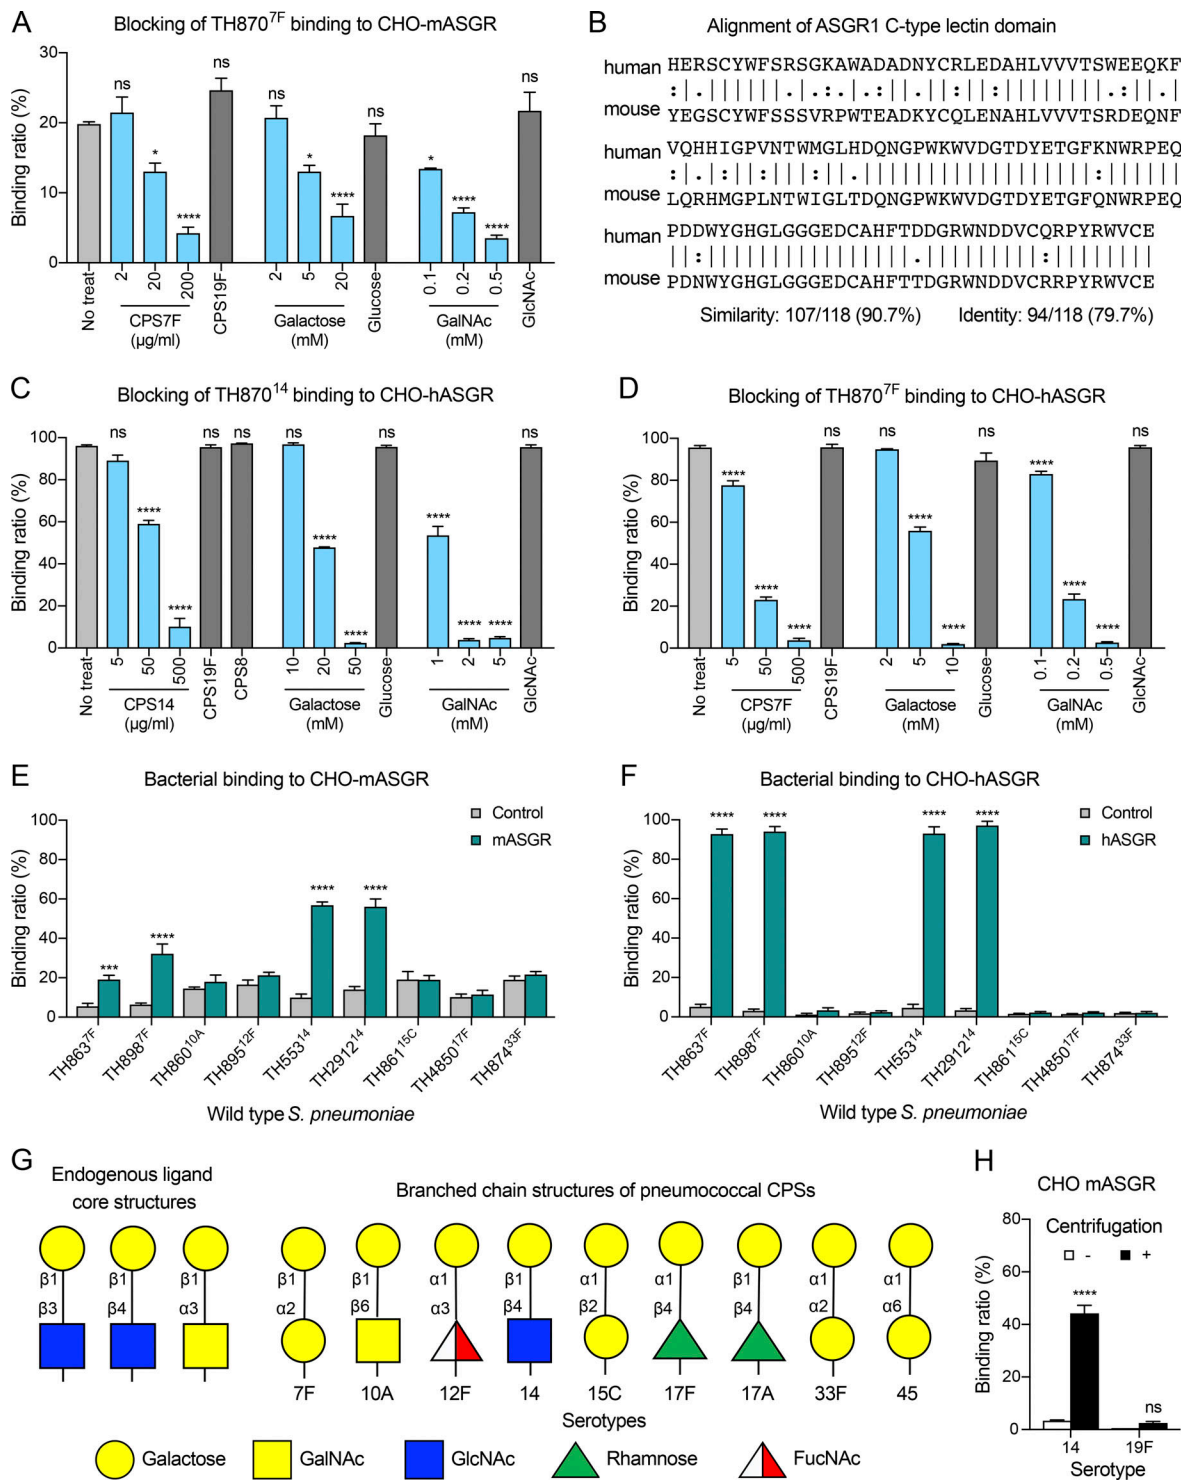 A
Blocking of TH870^7F binding to CHO-mASGR
Binding ratio (%)
30
20
10
0
ns
*
****
ns
ns
*
****
ns
*
****
****
ns
No treat
2
20
200
CPS19F
2
5
20
Glucose
0.1
0.2
0.5
GlcNAc
CPS7F
(µg/ml)
Galactose
(mM)
GalNAc
(mM)
B
Alignment of ASGR1 C-type lectin domain
human HERSCYWFSRSGKAWADADNYCRLEDAHLVVVTSWEEQKF
mouse YEGSCYWFSSSVRPWTEADKYCQLENAHLVVVTSRDEQNF
human VQHHIGPVNTWMGLHDQNGPWKWVDGTDYETGFKNWRPEQ
mouse LQRHMGPLNTWIGLTDQNGPWKWVDGTDYETGFQNWRPEQ
human PDDWYGHGLGGGEDCAHFTDDGRWNDDVCQRPYRWVCE
mouse PDNWYGHGLGGGEDCAHFTTDGRWNDDVCRRPYRWVCE
Similarity: 107/118 (90.7%) Identity: 94/118 (79.7%)
C
Blocking of TH870^14 binding to CHO-hASGR
Binding ratio (%)
100
80
60
40
20
0
ns
****
****
ns
ns
ns
****
****
ns
****
****
****
ns
No treat
5
50
500
CPS19F
CPS8
10
20
50
Glucose
1
2
5
GlcNAc
CPS14
(µg/ml)
Galactose
(mM)
GalNAc
(mM)
D
Blocking of TH870^7F binding to CHO-hASGR
Binding ratio (%)
100
80
60
40
20
0
****
****
****
ns
ns
****
****
ns
****
****
****
ns
No treat
5
50
500
CPS19F
2
5
10
Glucose
0.1
0.2
0.5
GlcNAc
CPS7F
(µg/ml)
Galactose
(mM)
GalNAc
(mM)
E
Bacterial binding to CHO-mASGR
Control
mASGR
Binding ratio (%)
100
80
60
40
20
0
***
****
****
****
TH863^7F
TH898^7F
TH860^10A
TH895^12F
TH553^14
TH2912^14
TH861^15C
TH4850^17F
TH874^33F
Wild type S. pneumoniae
F
Bacterial binding to CHO-hASGR
Control
hASGR
Binding ratio (%)
100
80
60
40
20
0
****
****
****
****
TH863^7F
TH898^7F
TH860^10A
TH895^12F
TH553^14
TH2912^14
TH861^15C
TH4850^17F
TH874^33F
Wild type S. pneumoniae
G
Endogenous ligand
core structures
Branched chain structures of pneumococcal CPSs
β1 β1 β1 β1 β1 α1 β1 α1 α1 β1 α1 α1
β3 β4 α3 α2 β6 α3 β4 β2 β4 β4 α2 α6
7F 10A 12F 14 15C 17F 17A 33F 45
Serotypes
Galactose GalNAc GlcNAc Rhamnose FucNAc
H
CHO mASGR
Centrifugation
- +
Binding ratio (%)
80
60
40
20
0
****
ns
14 19F
Serotype